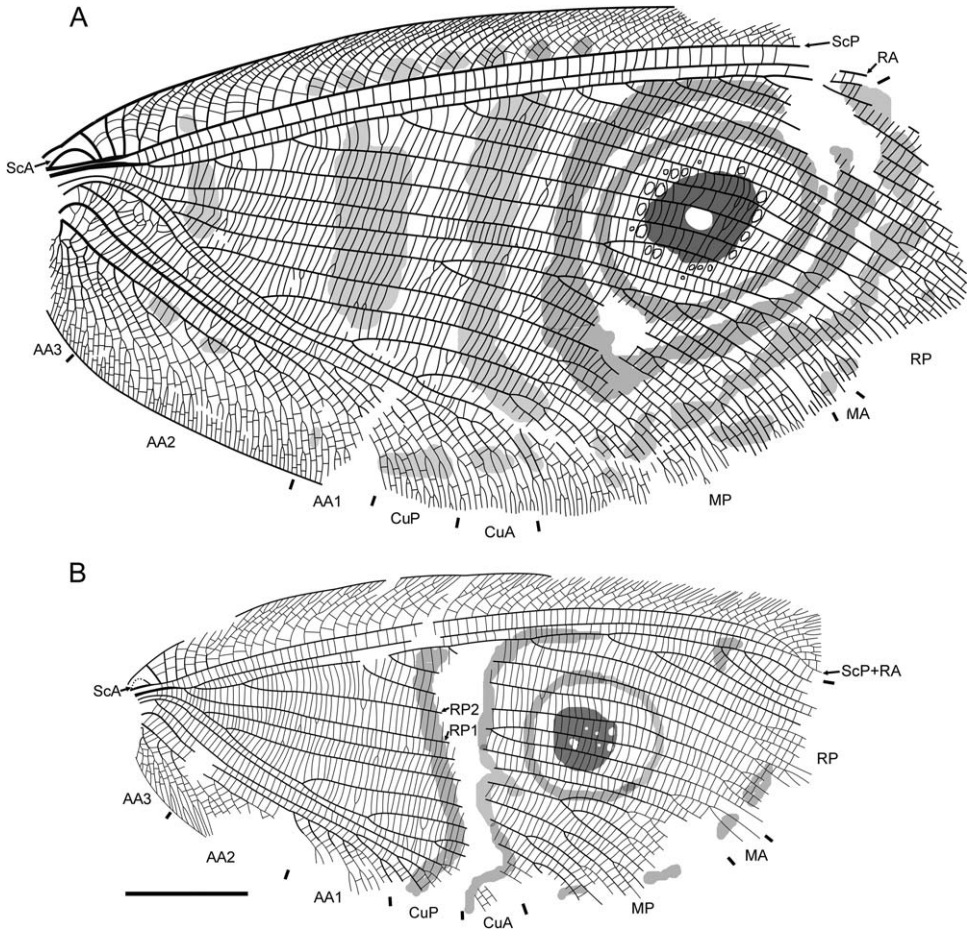 A
ScP
RA
ScA
AA3
AA2
AA1
CuP
CuA
MP
MA
RP
B
ScA
ScP+RA
RP2
RP1
RP
AA3
AA2
AA1
CuP
CuA
MP
MA